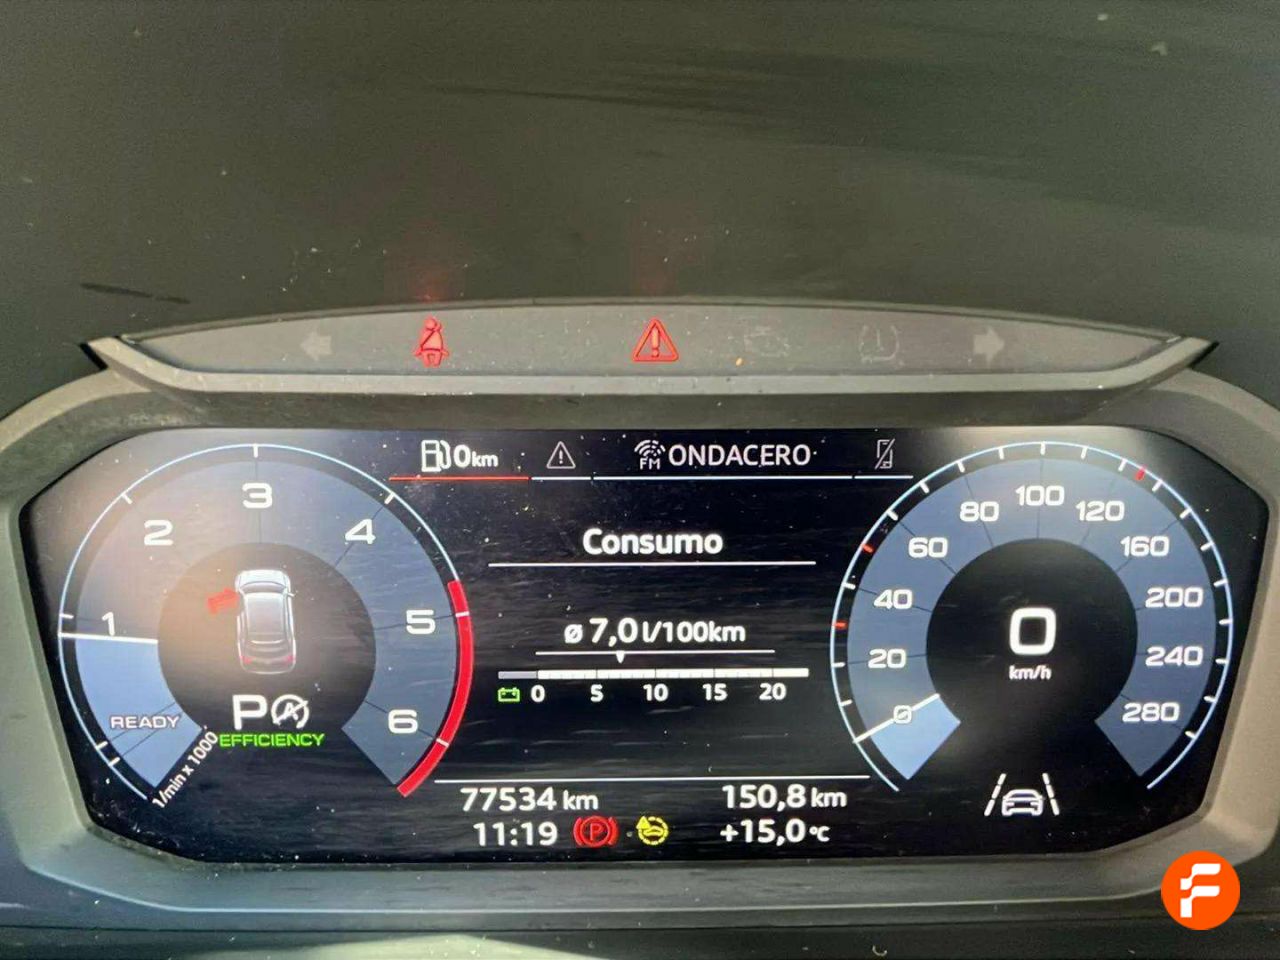 0km
FM ONDACERO
Consumo
ø 7,0 l/100km
0 5 10 15 20
1 2 3 4 5 6
READY
1/min x 1000
P A
EFFICIENCY
0 20 40 60 80 100 120 160 200 240 280
0
km/h
77534 km
150,8 km
11:19
P
+15,0°C
F